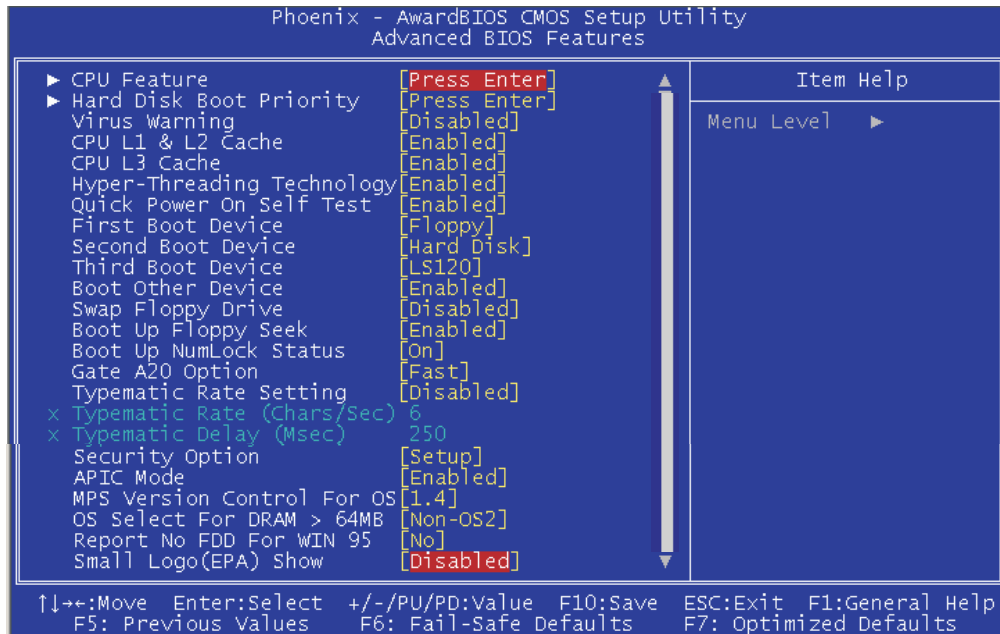 Phoenix - AwardBIOS CMOS Setup Utility
Advanced BIOS Features
▶ CPU Feature [Press Enter]
▶ Hard Disk Boot Priority [Press Enter]
Virus Warning [Disabled]
CPU L1 & L2 Cache [Enabled]
CPU L3 Cache [Enabled]
Hyper-Threading Technology[Enabled]
Quick Power On Self Test [Enabled]
First Boot Device [Floppy]
Second Boot Device [Hard Disk]
Third Boot Device [LS120]
Boot Other Device [Enabled]
Swap Floppy Drive [Disabled]
Boot Up Floppy Seek [Enabled]
Boot Up NumLock Status [On]
Gate A20 Option [Fast]
Typematic Rate Setting [Disabled]
x Typematic Rate (Chars/Sec) 6
x Typematic Delay (Msec) 250
Security Option [Setup]
APIC Mode [Enabled]
MPS Version Control For OS[1.4]
OS Select For DRAM > 64MB [Non-OS2]
Report No FDD For WIN 95 [No]
Small Logo(EPA) Show [Disabled]
Item Help
Menu Level ▶
↑↓→←:Move Enter:Select +/-/PU/PD:Value F10:Save ESC:Exit F1:General Help
F5: Previous Values F6: Fail-Safe Defaults F7: Optimized Defaults